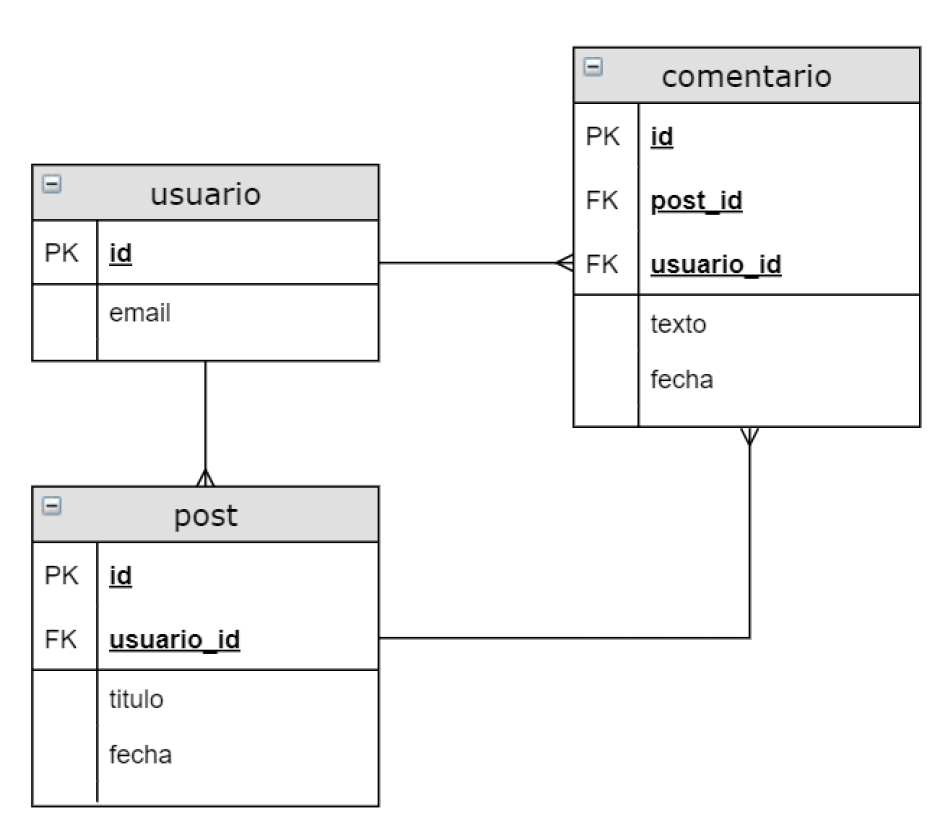 comentario
PK id
FK post_id
FK usuario_id
texto
fecha
usuario
PK id
email
post
PK id
FK usuario_id
titulo
fecha